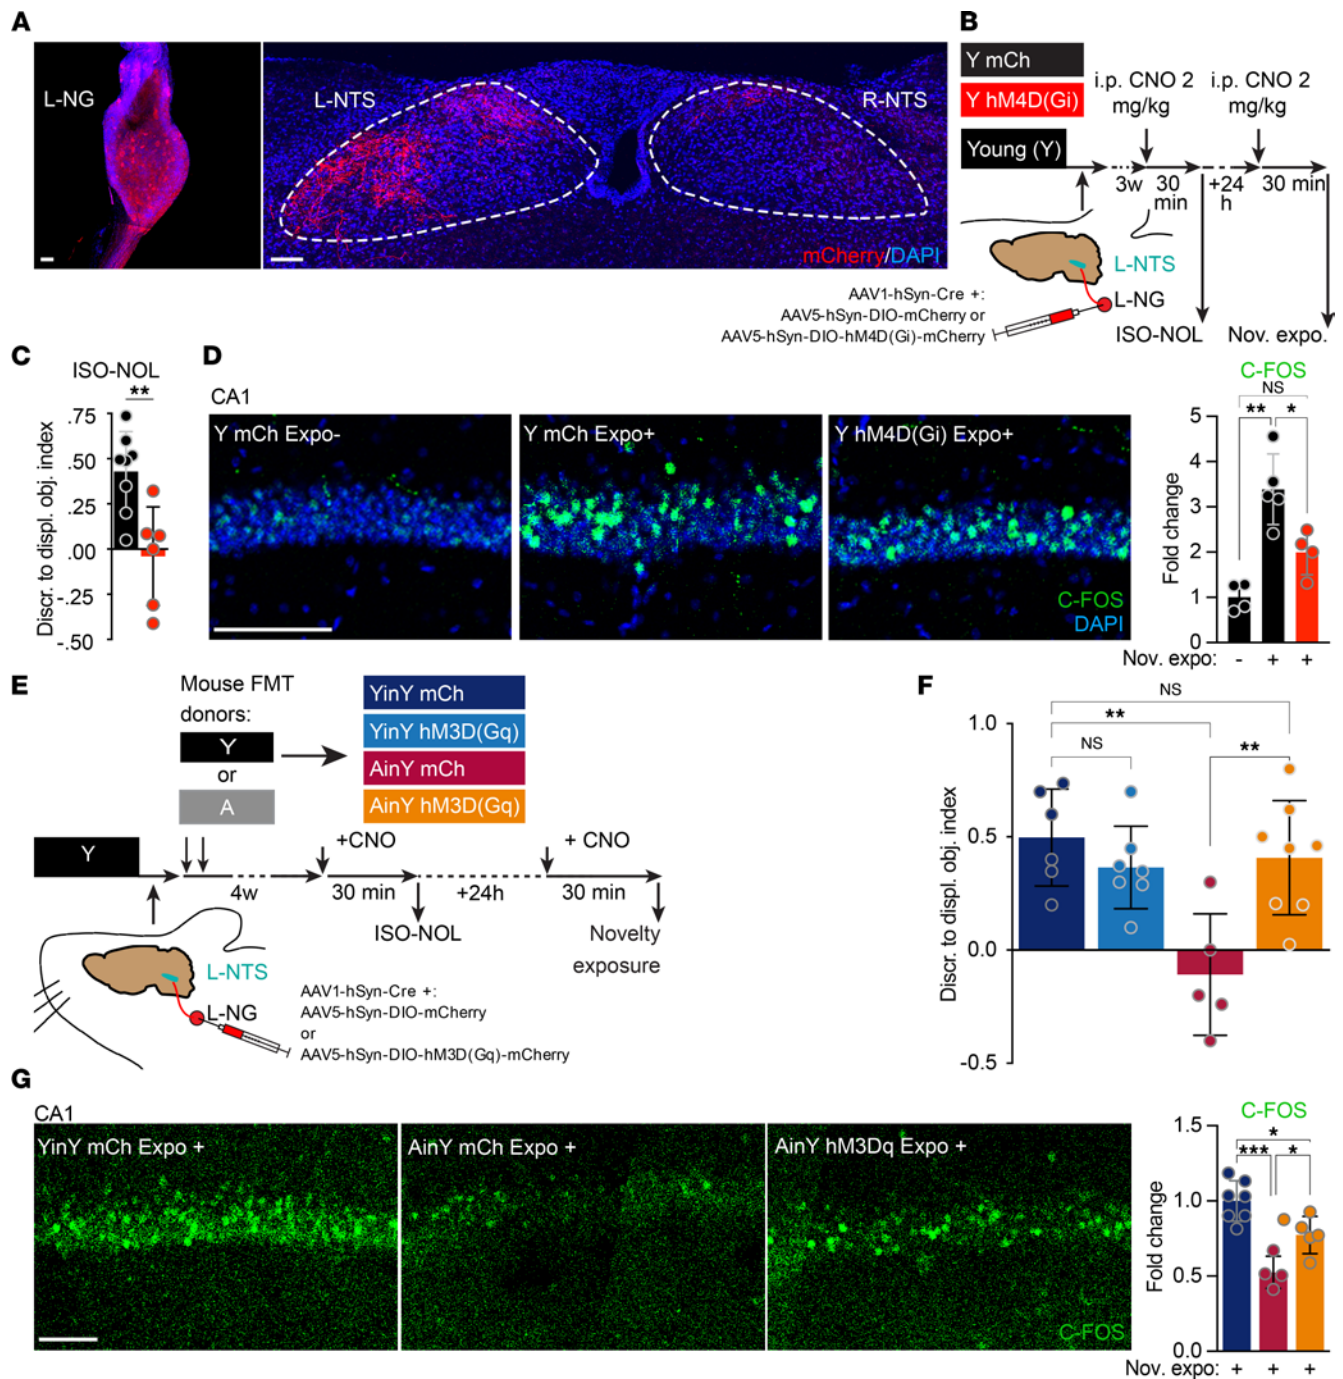 A
L-NG
L-NTS
R-NTS
mCherry/DAPI
B
Y mCh
Y hM4D(Gi)
Young (Y)
i.p. CNO 2
mg/kg
i.p. CNO 2
mg/kg
3w
30
min
+24
h
30 min
L-NTS
L-NG
AAV1-hSyn-Cre +:
AAV5-hSyn-DIO-mCherry or
AAV5-hSyn-DIO-hM4D(Gi)-mCherry
ISO-NOL
Nov. expo.
C
ISO-NOL
**
Discr. to displ. obj. index
.75
.50
.25
.00
-.25
-.50
D
CA1
Y mCh Expo-
Y mCh Expo+
Y hM4D(Gi) Expo+
C-FOS
DAPI
C-FOS
NS
**
*
Fold change
5
4
3
2
1
0
Nov. expo: - + +
E
Mouse FMT
donors:
Y
or
A
YinY mCh
YinY hM3D(Gq)
AinY mCh
AinY hM3D(Gq)
Y
4w
+CNO
30 min
+24h
+ CNO
30 min
ISO-NOL
Novelty
exposure
L-NTS
L-NG
AAV1-hSyn-Cre +:
AAV5-hSyn-DIO-mCherry
or
AAV5-hSyn-DIO-hM3D(Gq)-mCherry
F
NS
**
NS
**
Discr. to displ. obj. index
1.0
0.5
0.0
-0.5
G
CA1
YinY mCh Expo +
AinY mCh Expo +
AinY hM3Dq Expo +
C-FOS
C-FOS
*
***
*
Fold change
1.5
1.0
0.5
0.0
Nov. expo: + + +